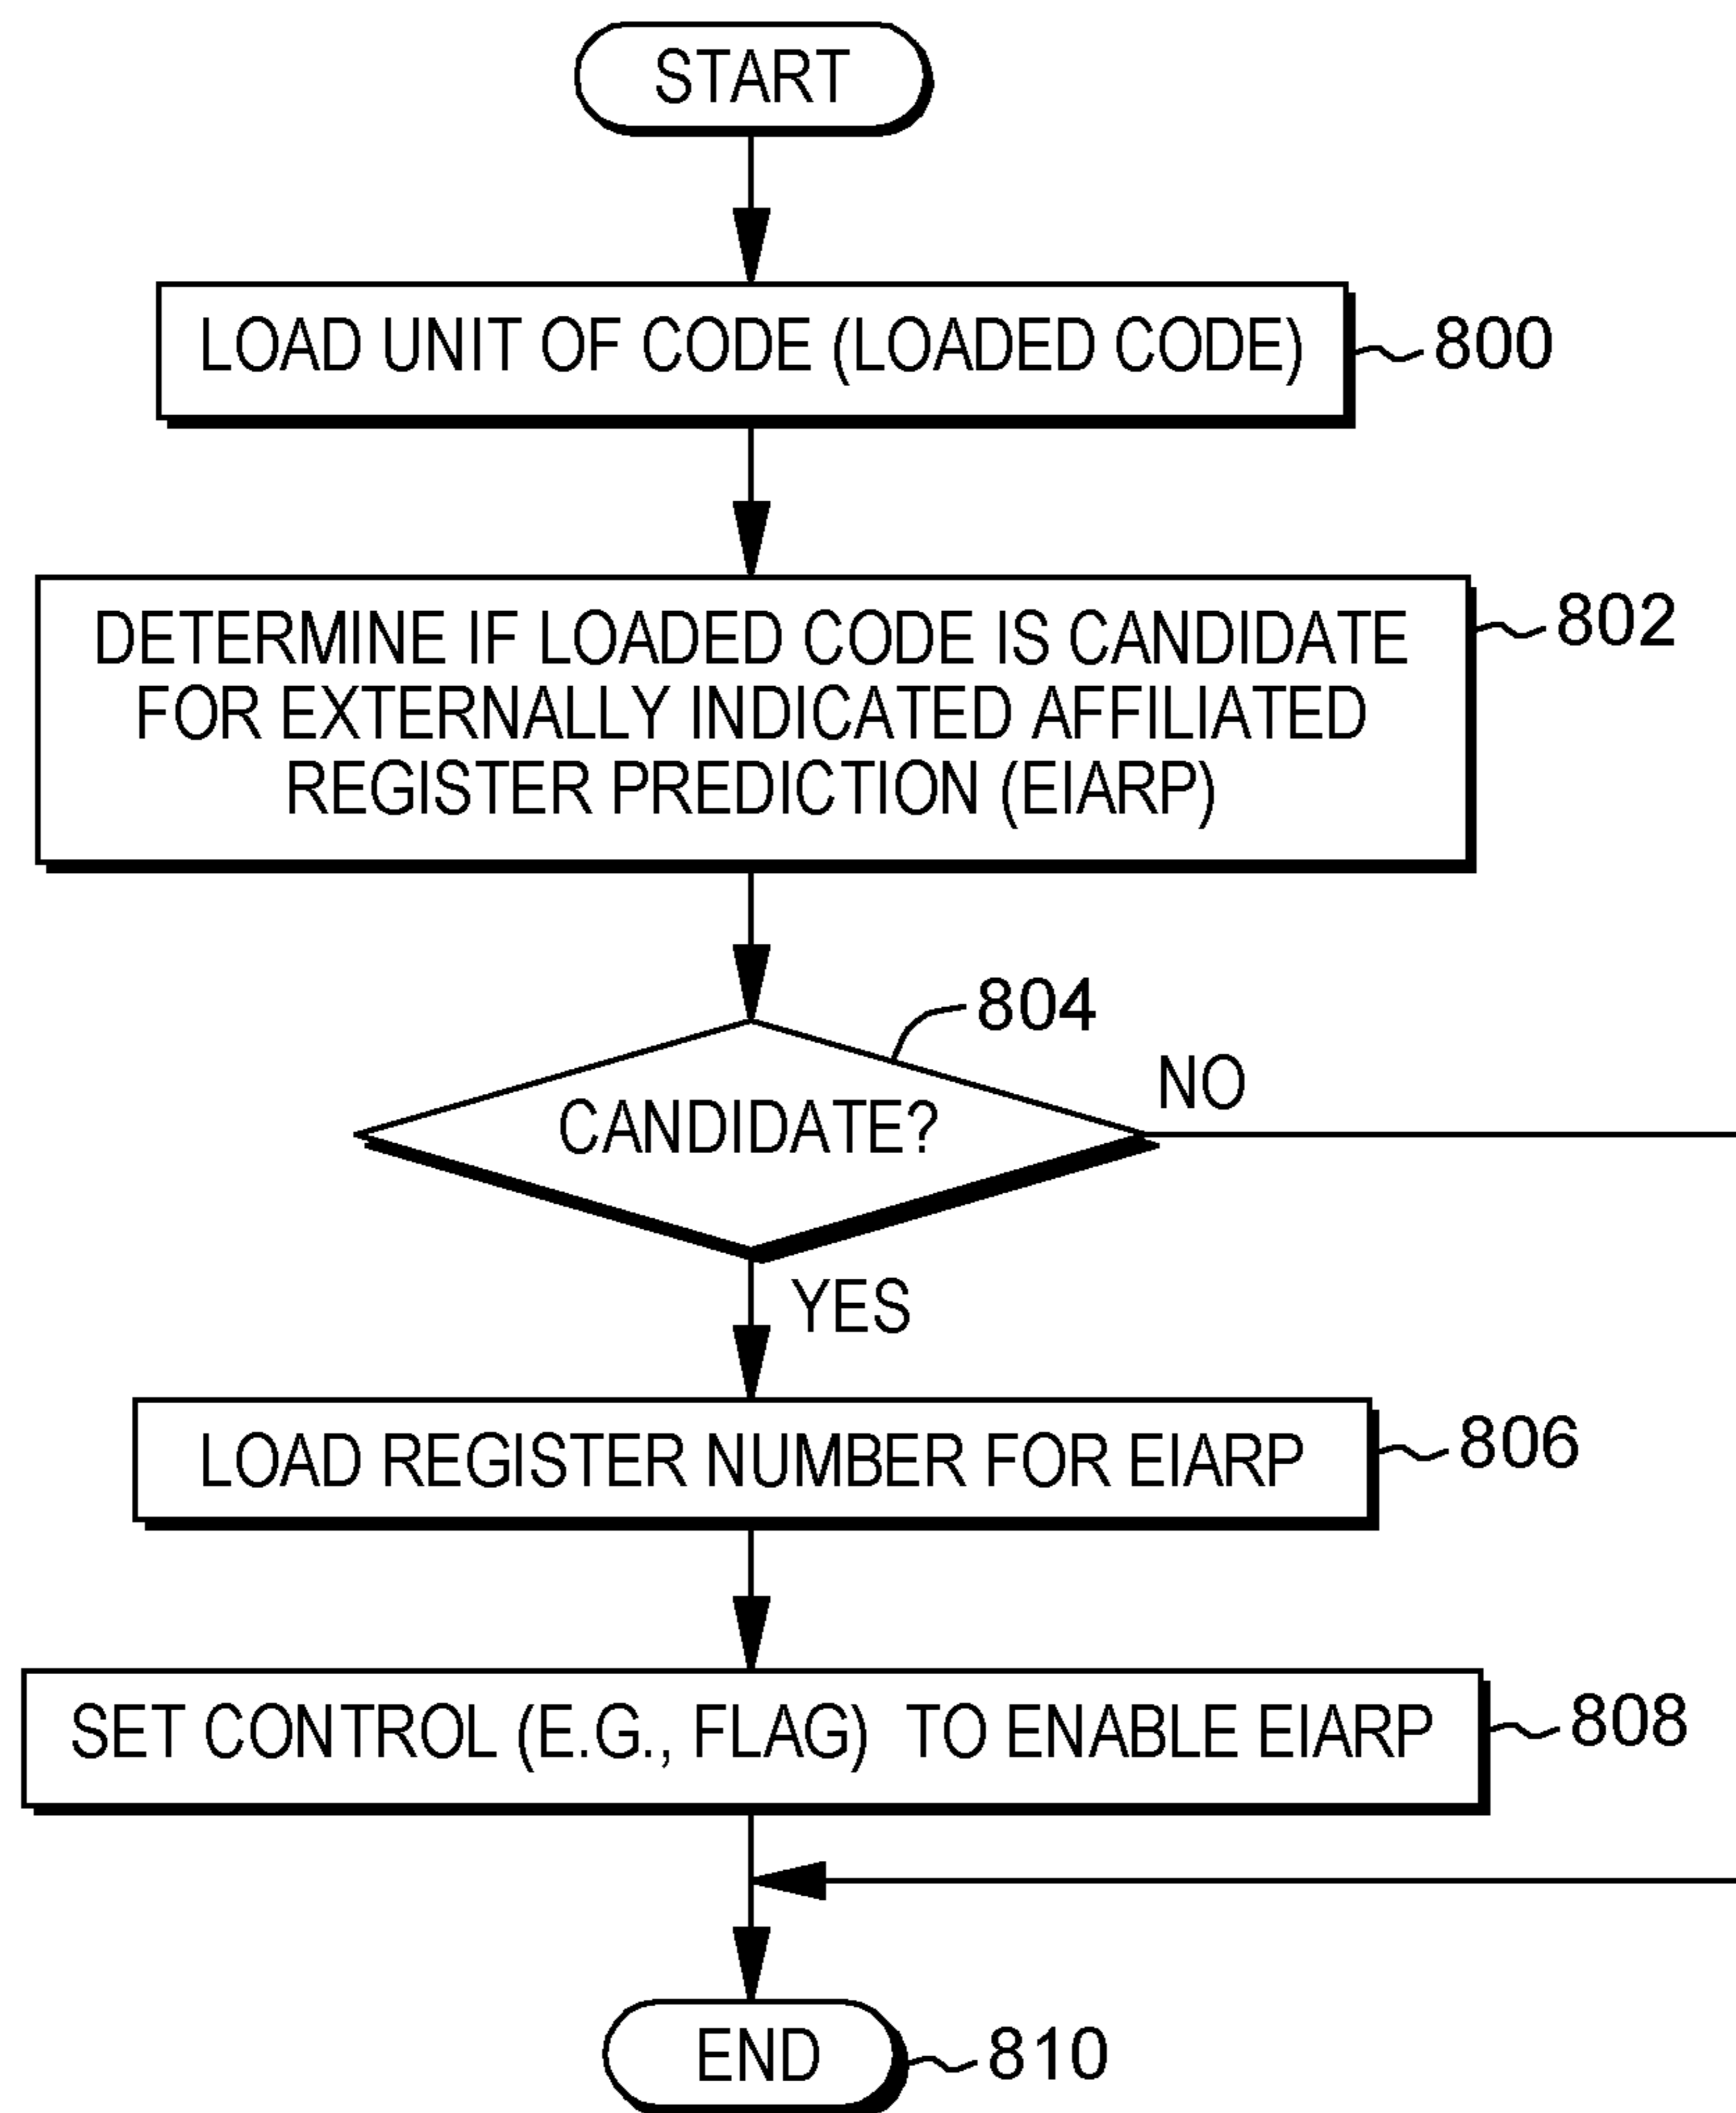 START
LOAD UNIT OF CODE (LOADED CODE)
800
DETERMINE IF LOADED CODE IS CANDIDATE
FOR EXTERNALLY INDICATED AFFILIATED
REGISTER PREDICTION (EIARP)
802
804
CANDIDATE?
NO
YES
LOAD REGISTER NUMBER FOR EIARP
806
SET CONTROL (E.G., FLAG) TO ENABLE EIARP
808
END
810